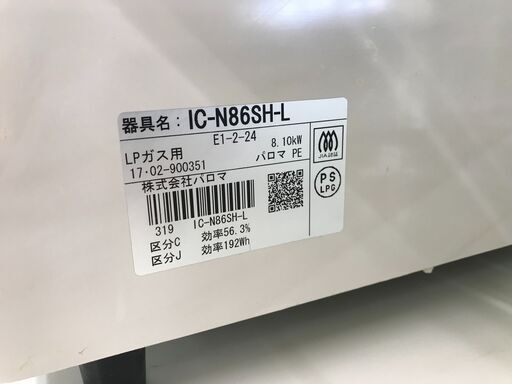 器具名: IC-N86SH-L
E1-2-24
LPガス用 8.10kW
17・02-900351 パロマ PE
株式会社パロマ
JIA認証
PS
LPG
319 IC-N86SH-L
区分C 効率56.3%
区分J 効率192Wh